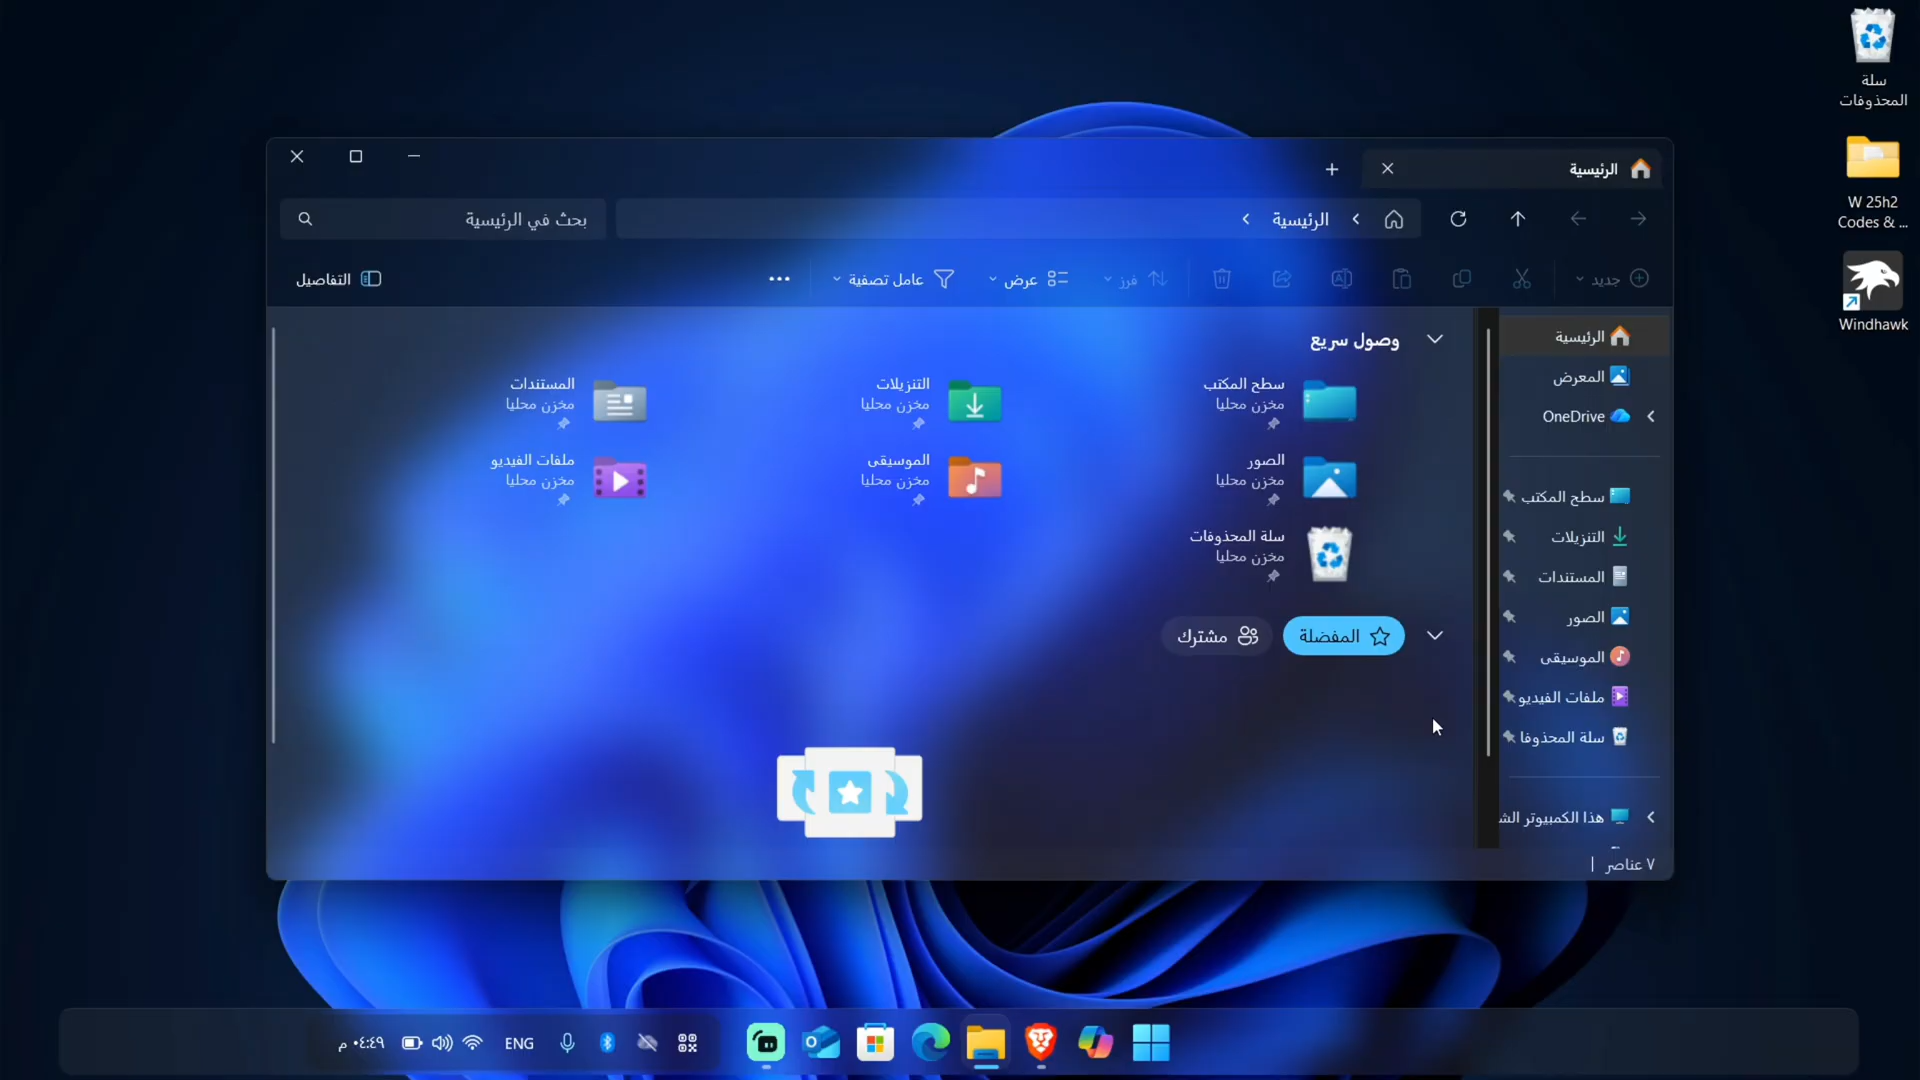 سلة
المحذوفات
W 25h2
Codes & ...
Windhawk
الرئيسية
الرئيسية
بحث في الرئيسية
جديد
فرز
عرض
عامل تصفية
التفاصيل
الرئيسية
المعرض
OneDrive
سطح المكتب
التنزيلات
المستندات
الصور
الموسيقى
ملفات الفيديو
سلة المحذوفا
هذا الكمبيوتر الش
وصول سريع
سطح المكتب
مخزن محليا
التنزيلات
مخزن محليا
المستندات
مخزن محليا
الصور
مخزن محليا
الموسيقى
مخزن محليا
ملفات الفيديو
مخزن محليا
سلة المحذوفات
مخزن محليا
المفضلة
مشترك
٧ عناصر
ENG
٠٤:٤٩ م